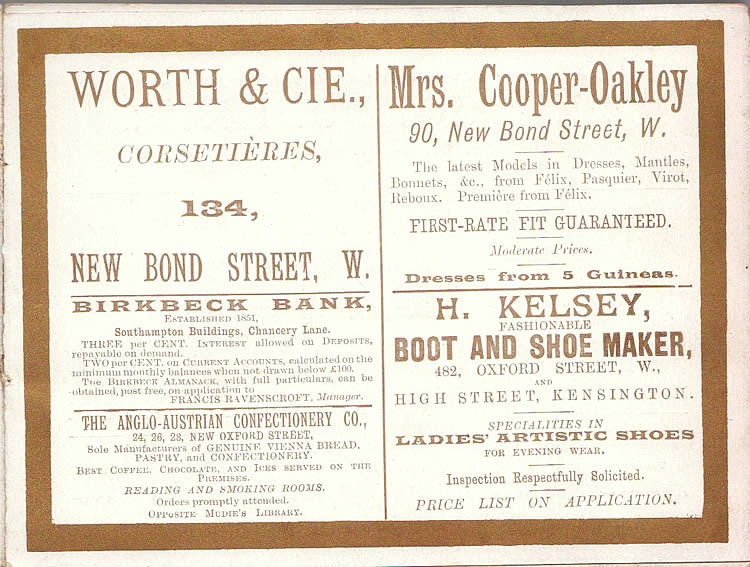 WORTH & CIE.,
CORSETIÈRES,
134,
NEW BOND STREET, W.
BIRKBECK BANK,
ESTABLISHED 1851,
Southampton Buildings, Chancery Lane.
THREE per CENT. INTEREST allowed on DEPOSITS,
repayable on demand.
TWO per CENT. on CURRENT ACCOUNTS, calculated on the
minimum monthly balances when not drawn below £100.
THE BIRKBECK ALMANACK, with full particulars, can be
obtained, post free, on application to
FRANCIS RAVENSCROFT, Manager.
THE ANGLO-AUSTRIAN CONFECTIONERY CO.,
24, 26, 28, NEW OXFORD STREET,
Sole Manufacturers of GENUINE VIENNA BREAD,
PASTRY, and CONFECTIONERY.
BEST COFFEE, CHOCOLATE, AND ICES SERVED ON THE
PREMISES.
READING AND SMOKING ROOMS.
Orders promptly attended.
OPPOSITE MUDIE'S LIBRARY.
Mrs. Cooper-Oakley
90, New Bond Street, W.
The latest Models in Dresses, Mantles,
Bonnets, &c., from Félix, Pasquier, Virot,
Reboux. Première from Félix.
FIRST-RATE FIT GUARANTEED.
Moderate Prices.
Dresses from 5 Guineas.
H. KELSEY,
FASHIONABLE
BOOT AND SHOE MAKER,
482, OXFORD STREET, W.,
AND
HIGH STREET, KENSINGTON.
SPECIALITIES IN
LADIES' ARTISTIC SHOES
FOR EVENING WEAR.
Inspection Respectfully Solicited.
PRICE LIST ON APPLICATION.